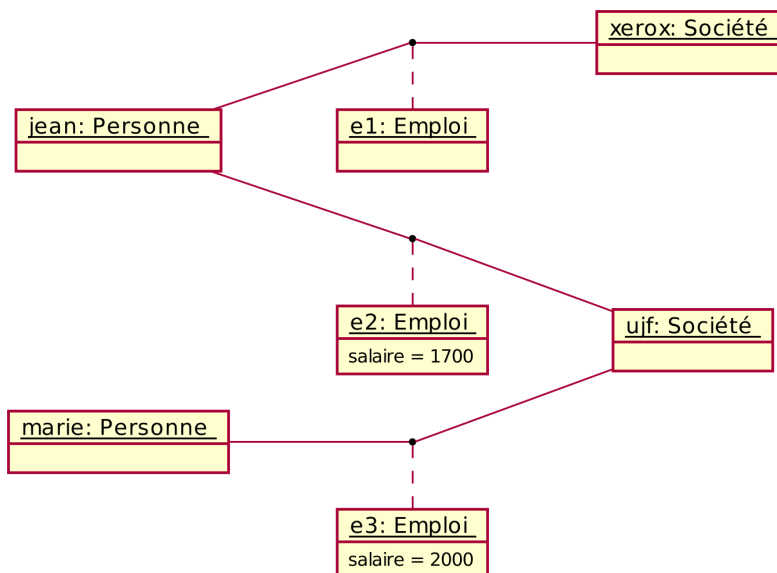 xerox: Société
jean: Personne
e1: Emploi
e2: Emploi
salaire = 1700
ujf: Société
marie: Personne
e3: Emploi
salaire = 2000